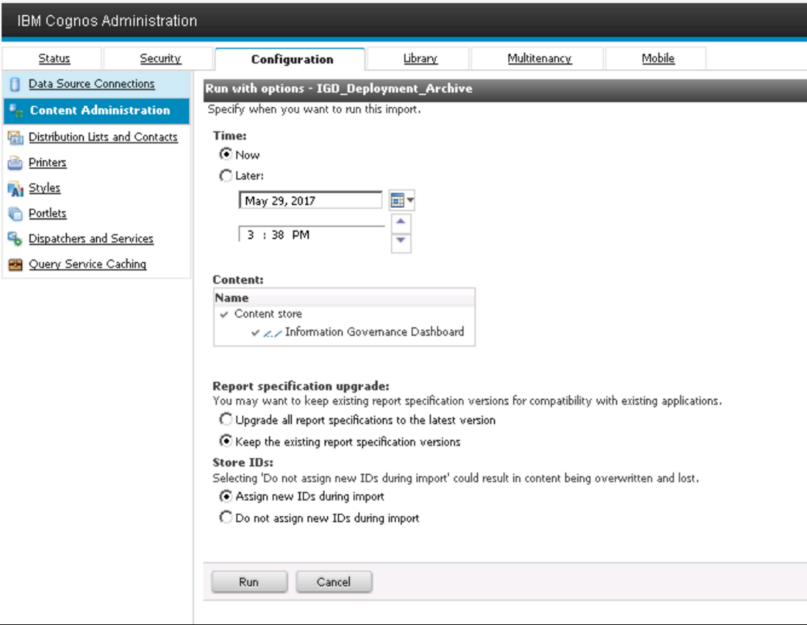 IBM Cognos Administration
Status Security Configuration Library Multitenancy Mobile
Data Source Connections
Content Administration
Distribution Lists and Contacts
Printers
Styles
Portlets
Dispatchers and Services
Query Service Caching
Run with options - IGD_Deployment_Archive
Specify when you want to run this import.
Time:
Now
Later:
May 29, 2017
3 : 38 PM
Content:
Name
Content store
Information Governance Dashboard
Report specification upgrade:
You may want to keep existing report specification versions for compatibility with existing applications.
Upgrade all report specifications to the latest version
Keep the existing report specification versions
Store IDs:
Selecting 'Do not assign new IDs during import' could result in content being overwritten and lost.
Assign new IDs during import
Do not assign new IDs during import
Run Cancel